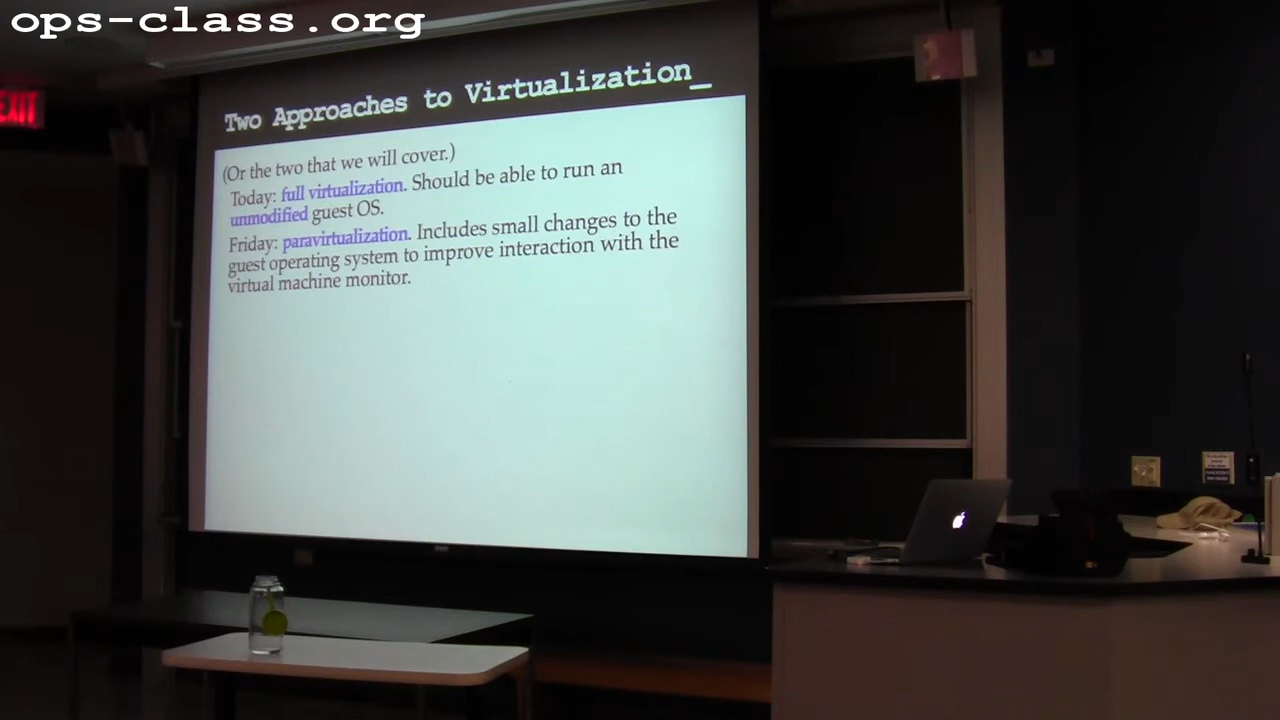 ops-class.org
EXIT
Two Approaches to Virtualization_
(Or the two that we will cover.)
Today: full virtualization. Should be able to run an
unmodified guest OS.
Friday: paravirtualization. Includes small changes to the
guest operating system to improve interaction with the
virtual machine monitor.